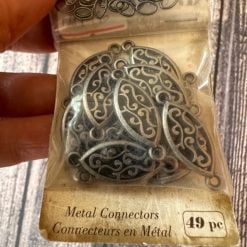 Metal Connectors
Connecteurs en Métal
49 pc